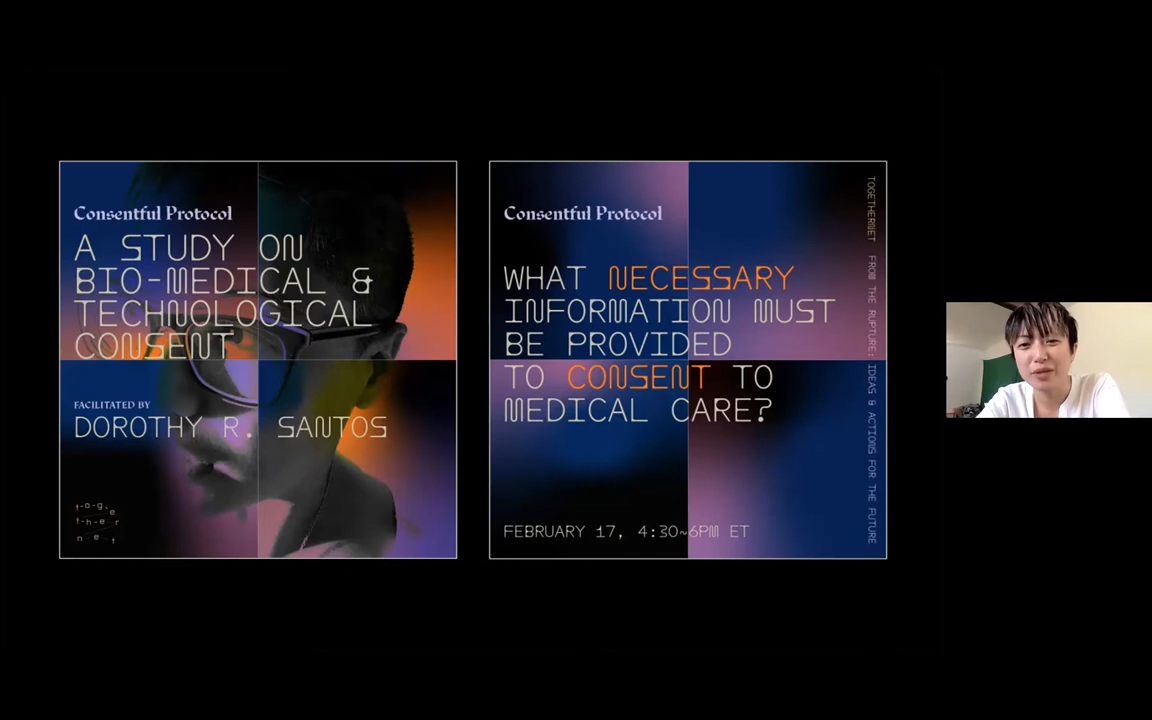 Consentful Protocol
A STUDY ON
BIO-MEDICAL &
TECHNOLOGICAL
CONSENT
FACILITATED BY
DOROTHY R. SANTOS
t-o-g-e
t-h-e-r
n e t
Consentful Protocol
WHAT NECESSARY
INFORMATION MUST
BE PROVIDED
TO CONSENT TO
MEDICAL CARE?
FEBRUARY 17, 4:30~6PM ET
TOGETHERNET FROM THE RUPTURE: IDEAS & ACTIONS FOR THE FUTURE